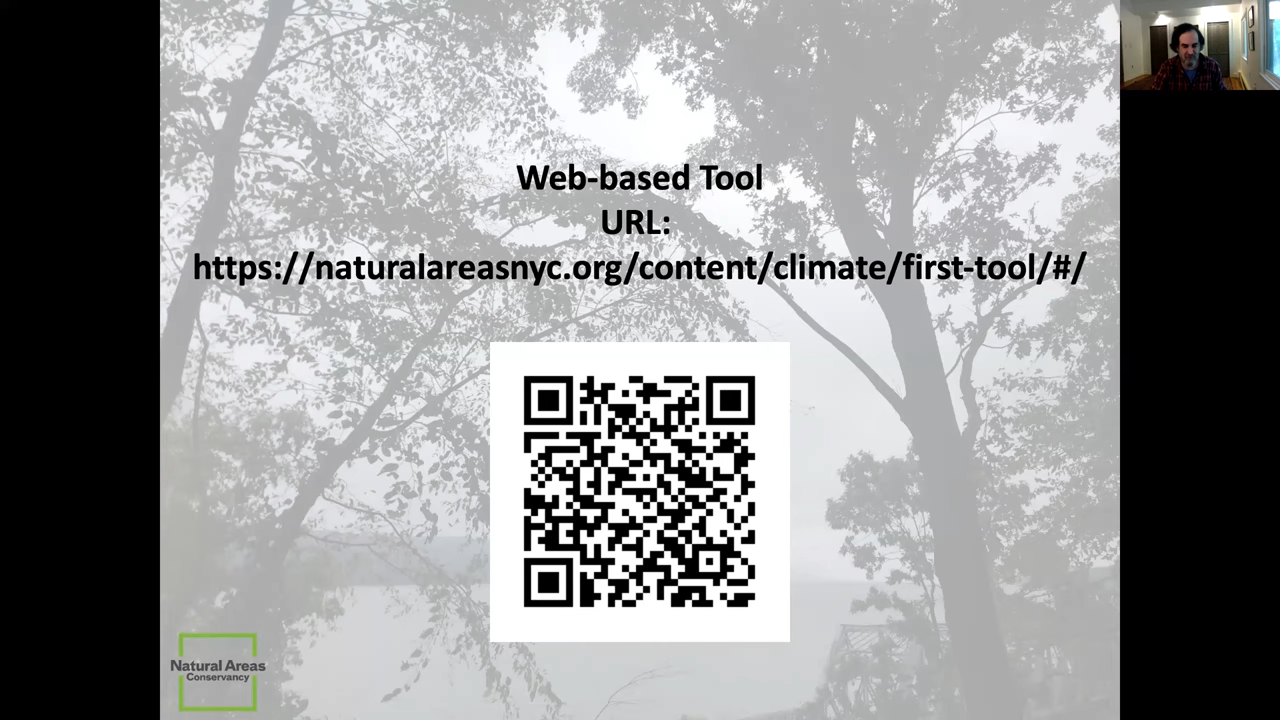 Web-based Tool
URL:
https://naturalareasnyc.org/content/climate/first-tool/#/
Natural Areas
Conservancy